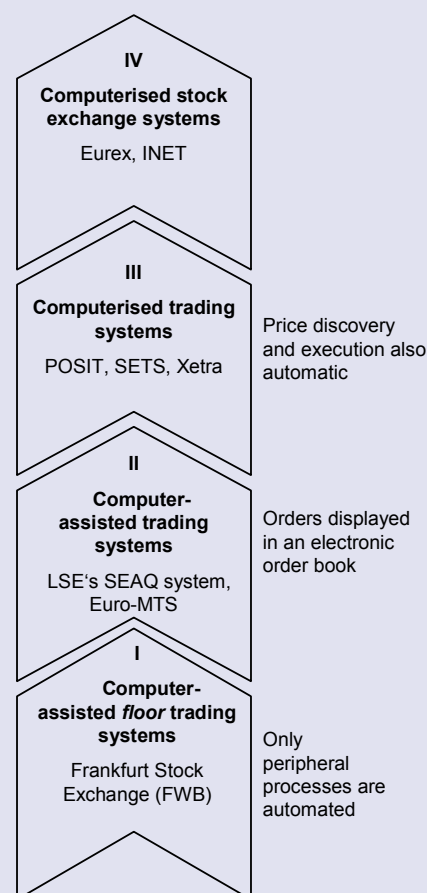 IV
Computerised stock
exchange systems
Eurex, INET
III
Computerised trading
systems
POSIT, SETS, Xetra
Price discovery
and execution also
automatic
II
Computer-
assisted trading
systems
LSE‘s SEAQ system,
Euro-MTS
Orders displayed
in an electronic
order book
I
Computer-
assisted floor trading
systems
Frankfurt Stock
Exchange (FWB)
Only
peripheral
processes are
automated